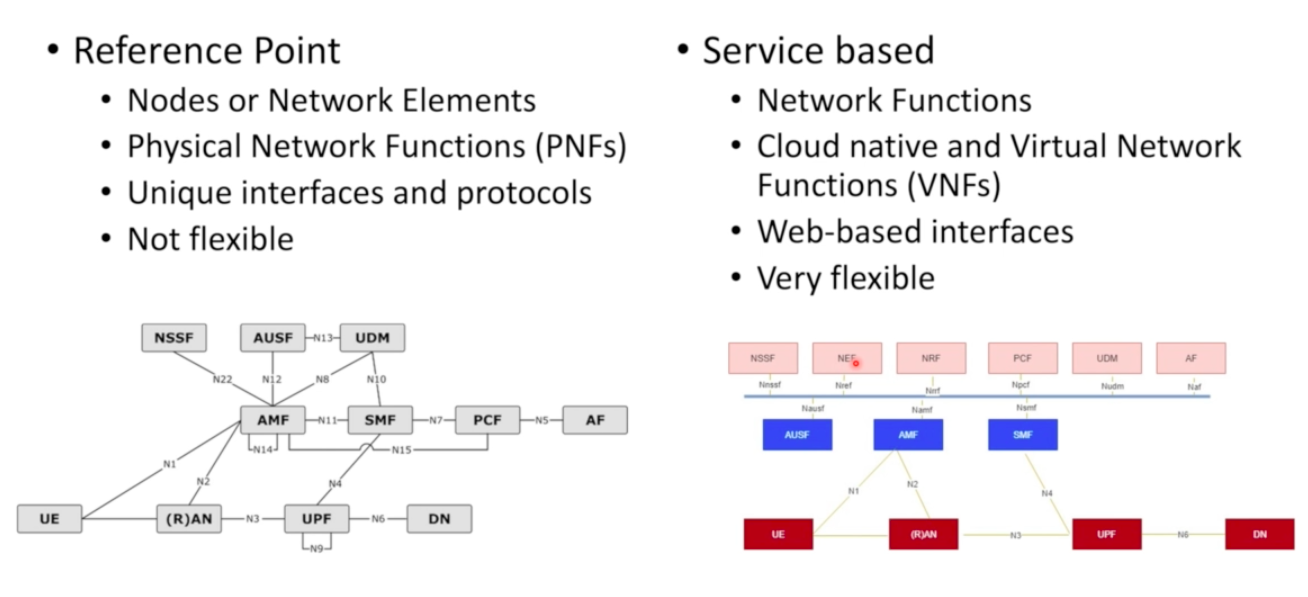 • Reference Point
• Nodes or Network Elements
• Physical Network Functions (PNFs)
• Unique interfaces and protocols
• Not flexible
NSSF AUSF N13 UDM
N22 N12 N8 N10
AMF N11 SMF N7 PCF N5 AF
N14 N15
N1
N2 N4
UE (R)AN N3 UPF N6 DN
N9
• Service based
• Network Functions
• Cloud native and Virtual Network
Functions (VNFs)
• Web-based interfaces
• Very flexible
NSSF NEF NRF PCF UDM AF
Nnssf Nref Nnrf Npcf Nudm Naf
Nausf Namf Nsmf
AUSF AMF SMF
N1 N2 N4
UE (R)AN N3 UPF N6 DN